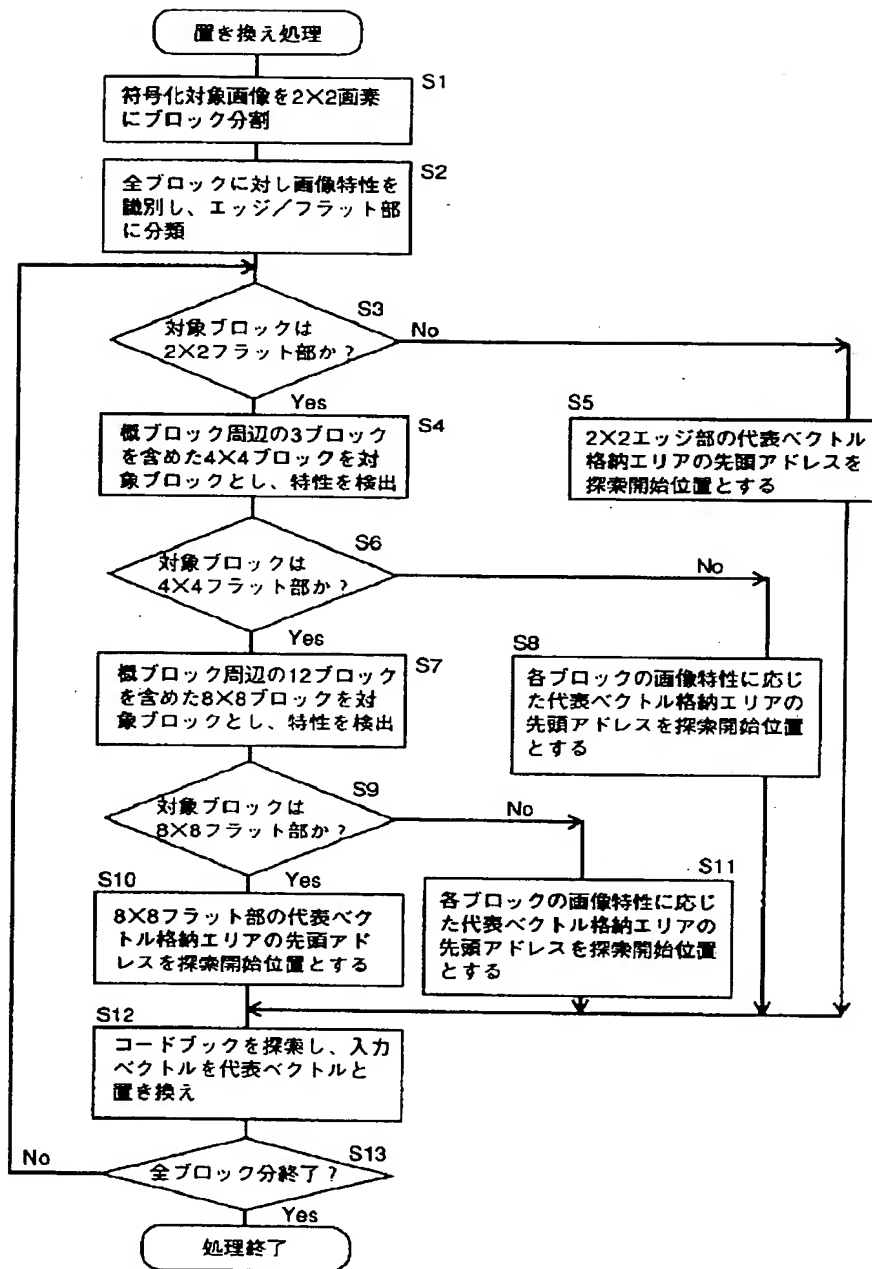 置き換え処理
S1
符号化対象画像を2×2画素
にブロック分割
S2
全ブロックに対し画像特性を
識別し、エッジ/フラット部
に分類
S3
対象ブロックは
2×2フラット部か?
No
Yes
S4
概ブロック周辺の3ブロック
を含めた4×4ブロックを対
象ブロックとし、特性を検出
S5
2×2エッジ部の代表ベクトル
格納エリアの先頭アドレスを
探索開始位置とする
S6
対象ブロックは
4×4フラット部か?
No
Yes
S7
概ブロック周辺の12ブロック
を含めた8×8ブロックを対
象ブロックとし、特性を検出
S8
各ブロックの画像特性に応じ
た代表ベクトル格納エリアの
先頭アドレスを探索開始位置
とする
S9
対象ブロックは
8×8フラット部か?
No
Yes
S10
8×8フラット部の代表ベク
トル格納エリアの先頭アド
レスを探索開始位置とする
S11
各ブロックの画像特性に応じ
た代表ベクトル格納エリアの
先頭アドレスを探索開始位置
とする
S12
コードブックを探索し、入力
ベクトルを代表ベクトルと
置き換え
S13
全ブロック分終了?
No
Yes
処理終了